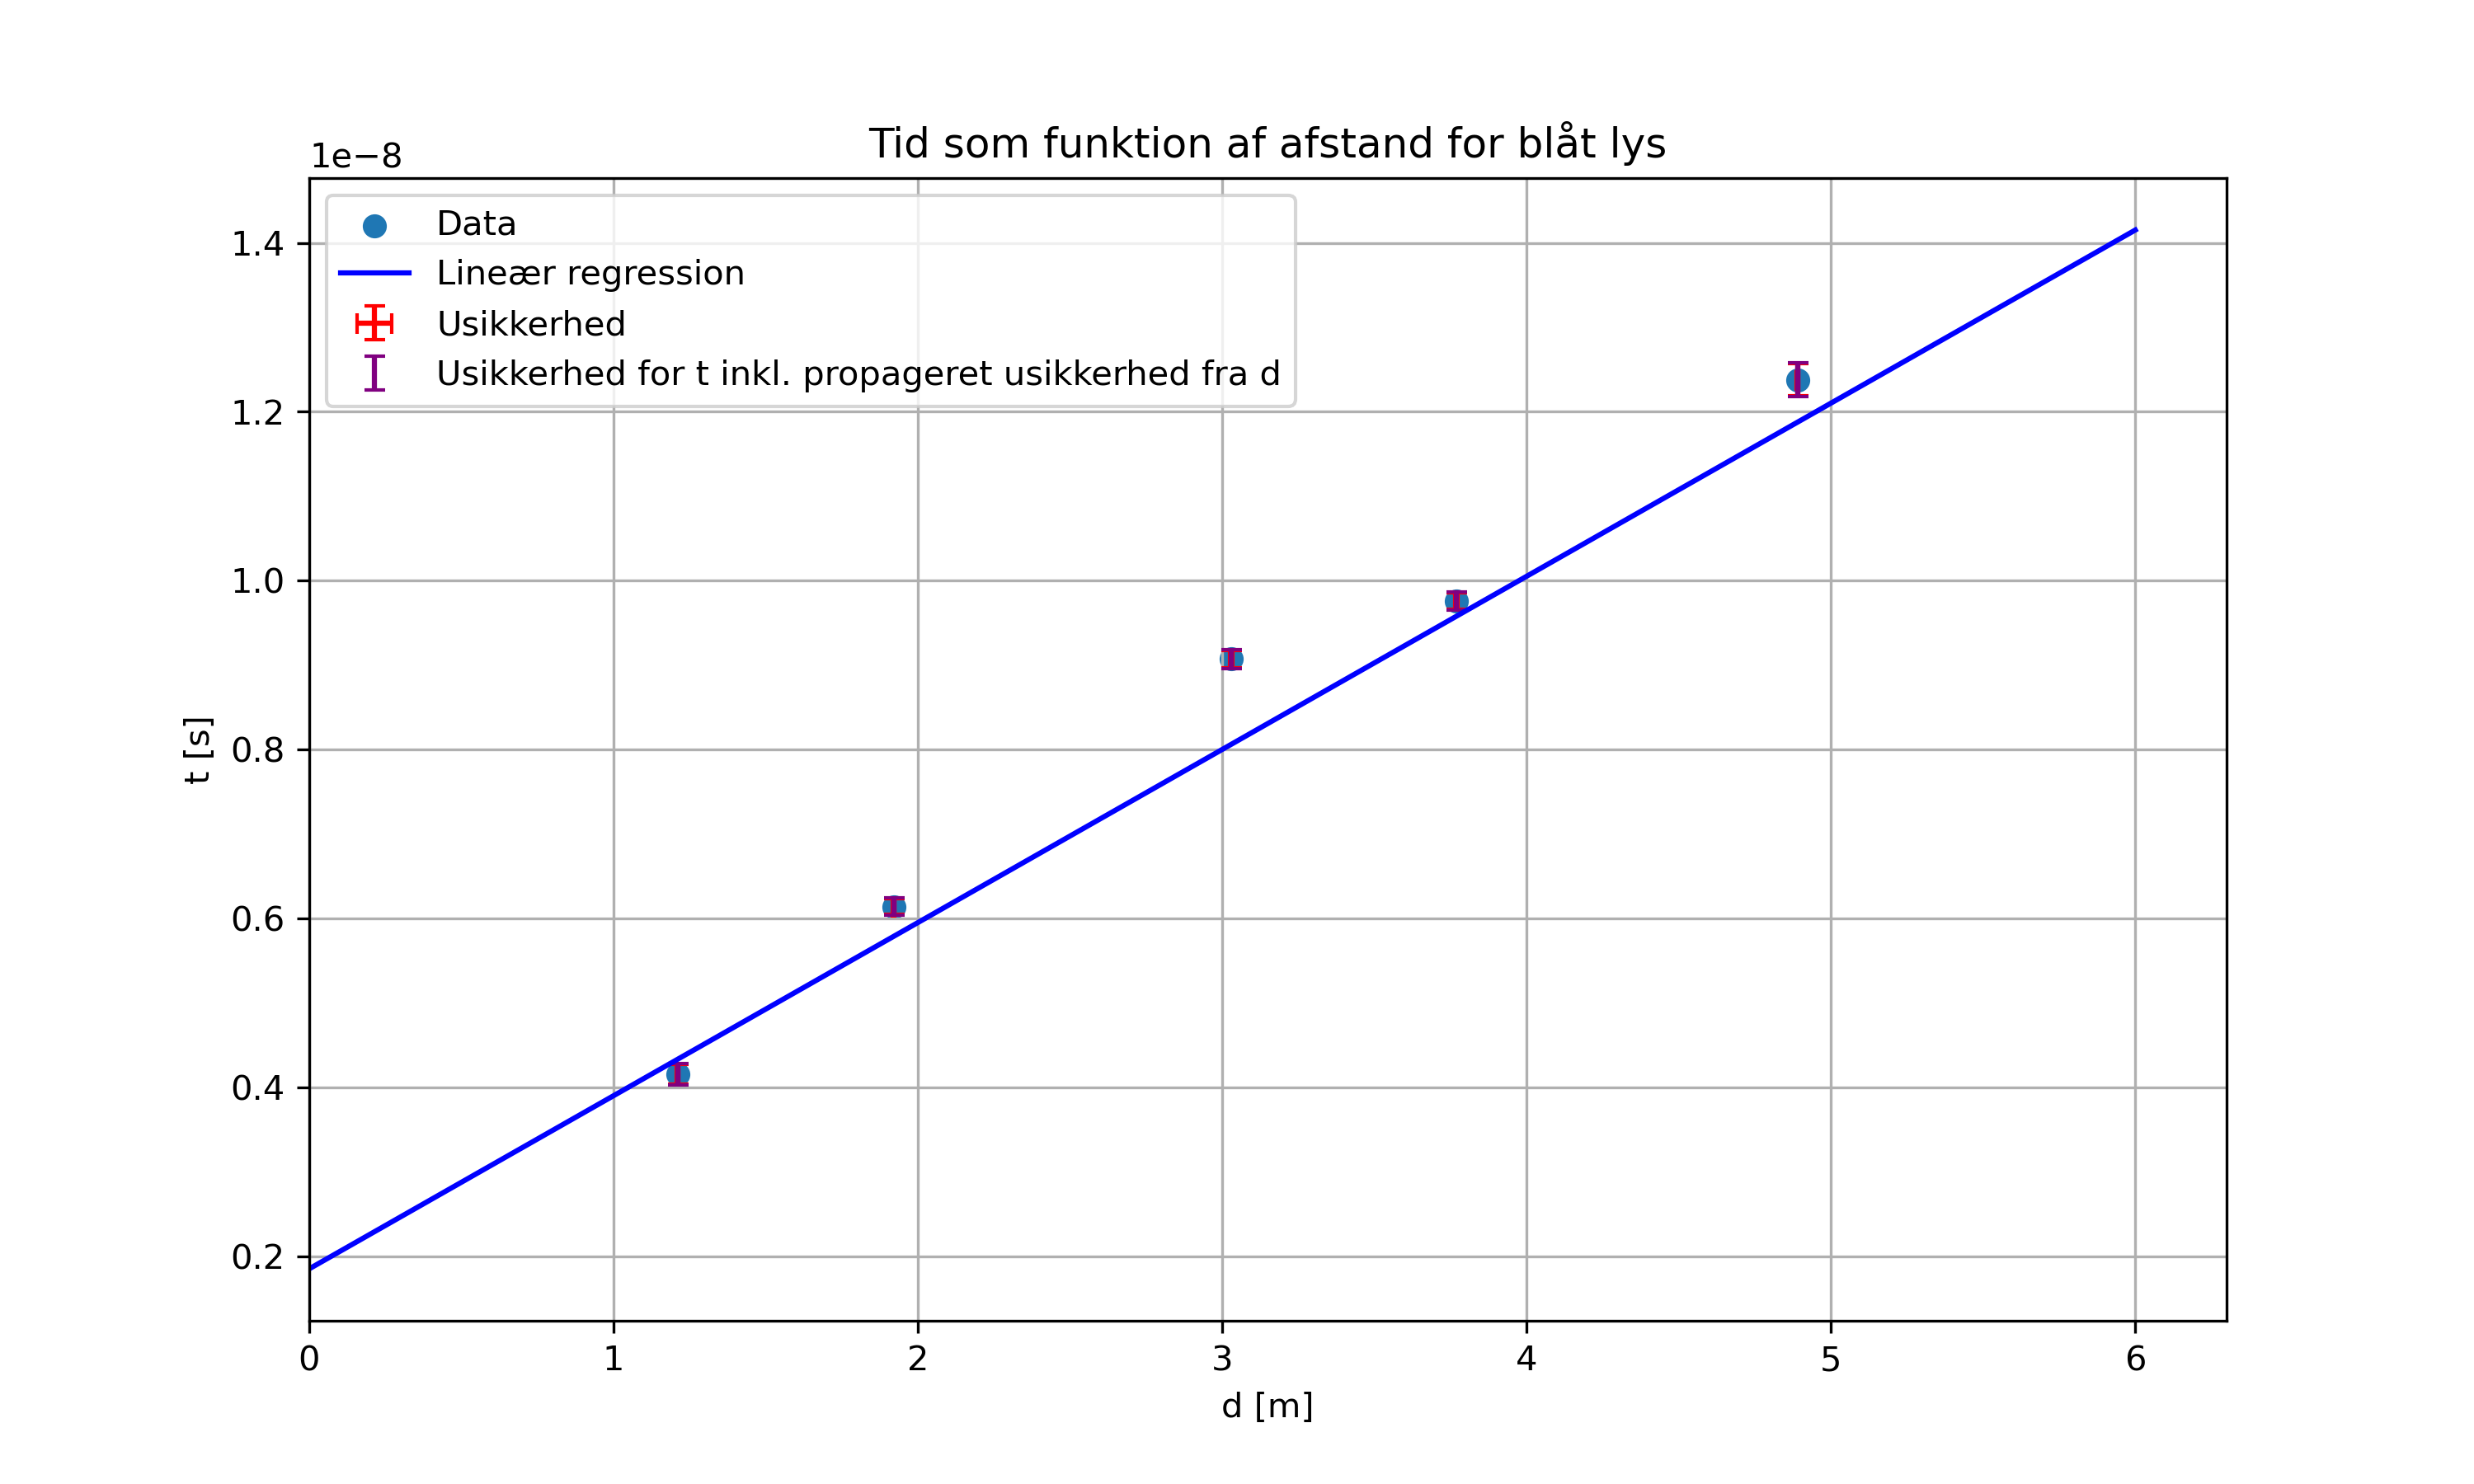 Tid som funktion af afstand for blåt lys
1e−8
Data
Lineær regression
Usikkerhed
Usikkerhed for t inkl. propageret usikkerhed fra d
1.4
1.2
1.0
0.8
0.6
0.4
0.2
t [s]
0 1 2 3 4 5 6
d [m]